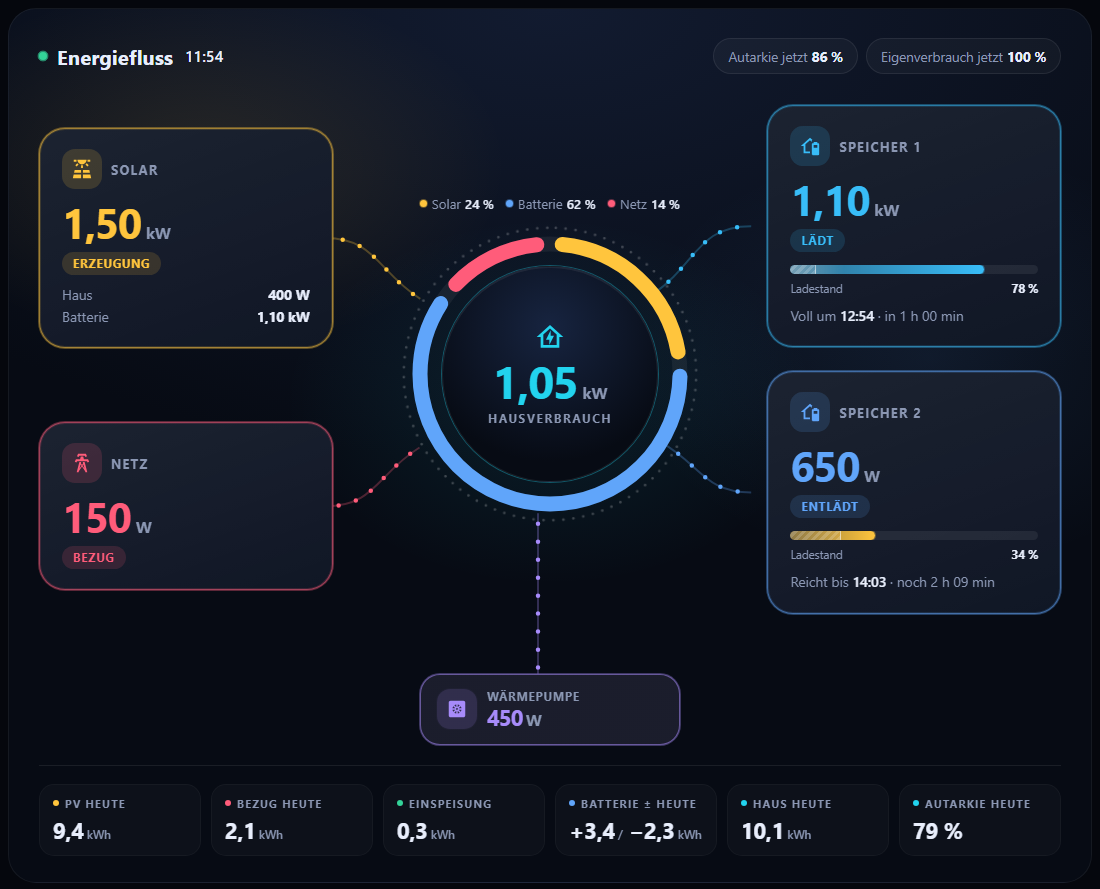 Energiefluss 11:54
Autarkie jetzt 86 %
Eigenverbrauch jetzt 100 %
SOLAR
1,50 kW
ERZEUGUNG
Haus 400 W
Batterie 1,10 kW
Solar 24 % Batterie 62 % Netz 14 %
SPEICHER 1
1,10 kW
LÄDT
Ladestand 78 %
Voll um 12:54 · in 1 h 00 min
1,05 kW
HAUSVERBRAUCH
NETZ
150 W
BEZUG
SPEICHER 2
650 W
ENTLÄDT
Ladestand 34 %
Reicht bis 14:03 · noch 2 h 09 min
WÄRMEPUMPE
450 W
PV HEUTE
9,4 kWh
BEZUG HEUTE
2,1 kWh
EINSPEISUNG
0,3 kWh
BATTERIE ± HEUTE
+3,4 / −2,3 kWh
HAUS HEUTE
10,1 kWh
AUTARKIE HEUTE
79 %